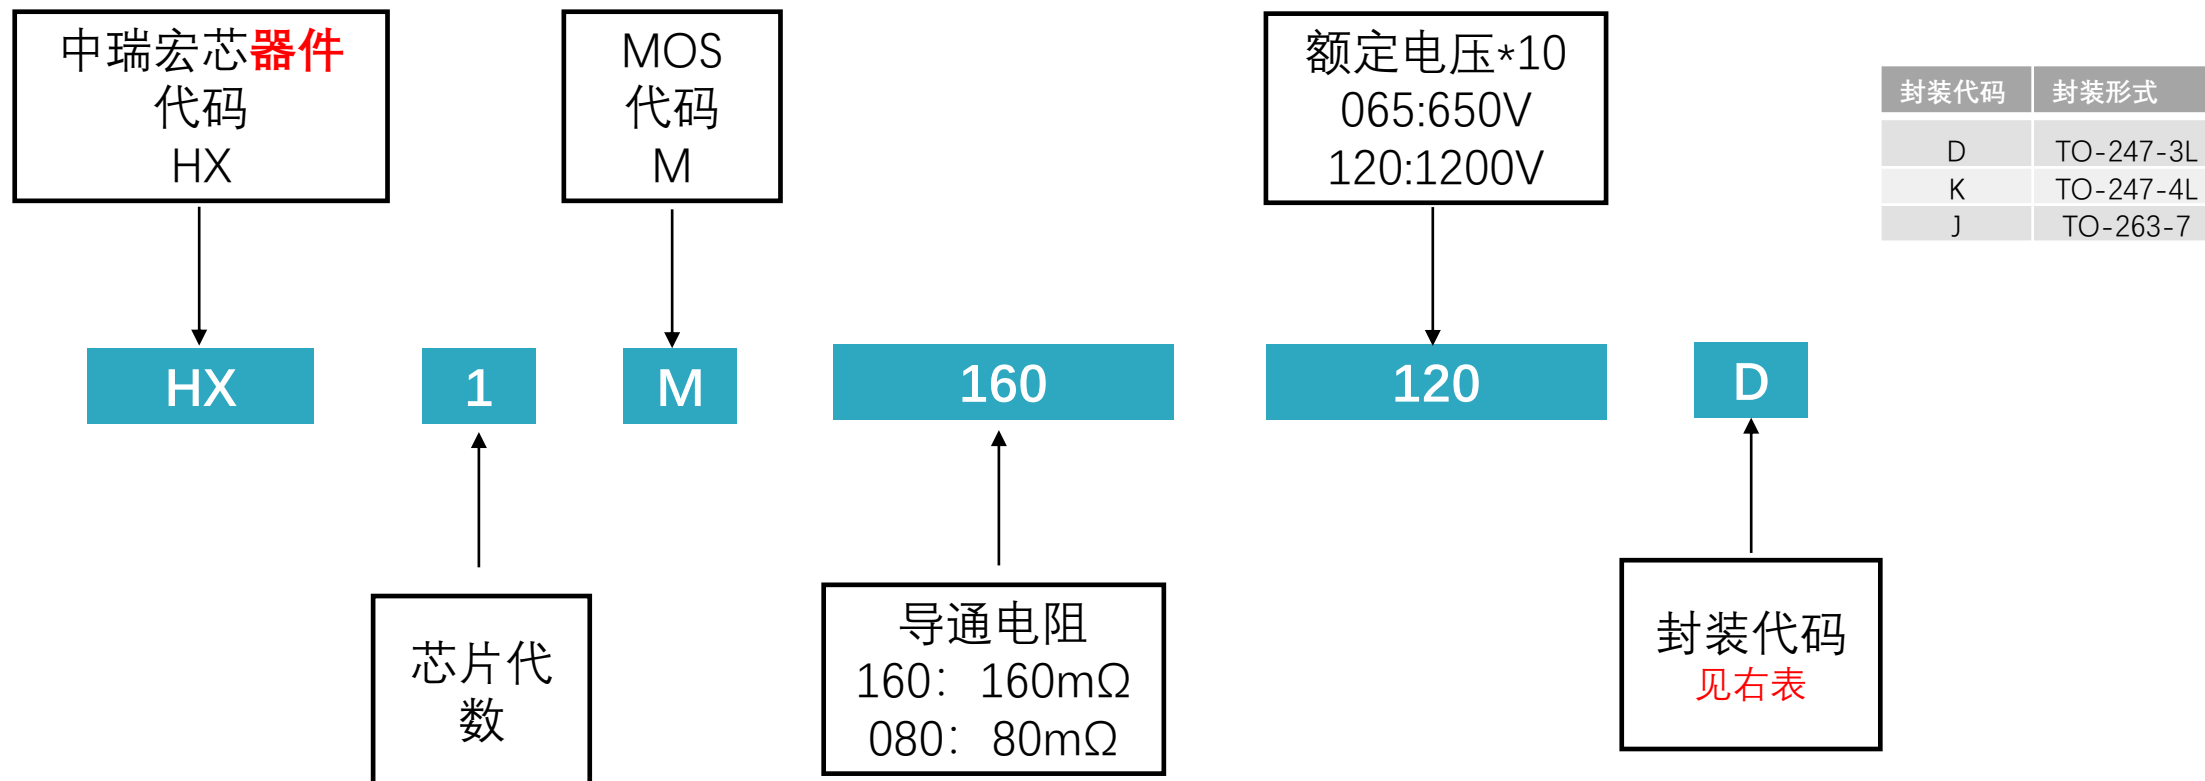 中瑞宏芯器件
代码
HX
MOS
代码
M
额定电压*10
065:650V
120:1200V
封装代码 封装形式
D TO-247-3L
K TO-247-4L
J TO-263-7
HX 1 M 160 120 D
芯片代
数
导通电阻
160： 160mΩ
080： 80mΩ
封装代码
见右表